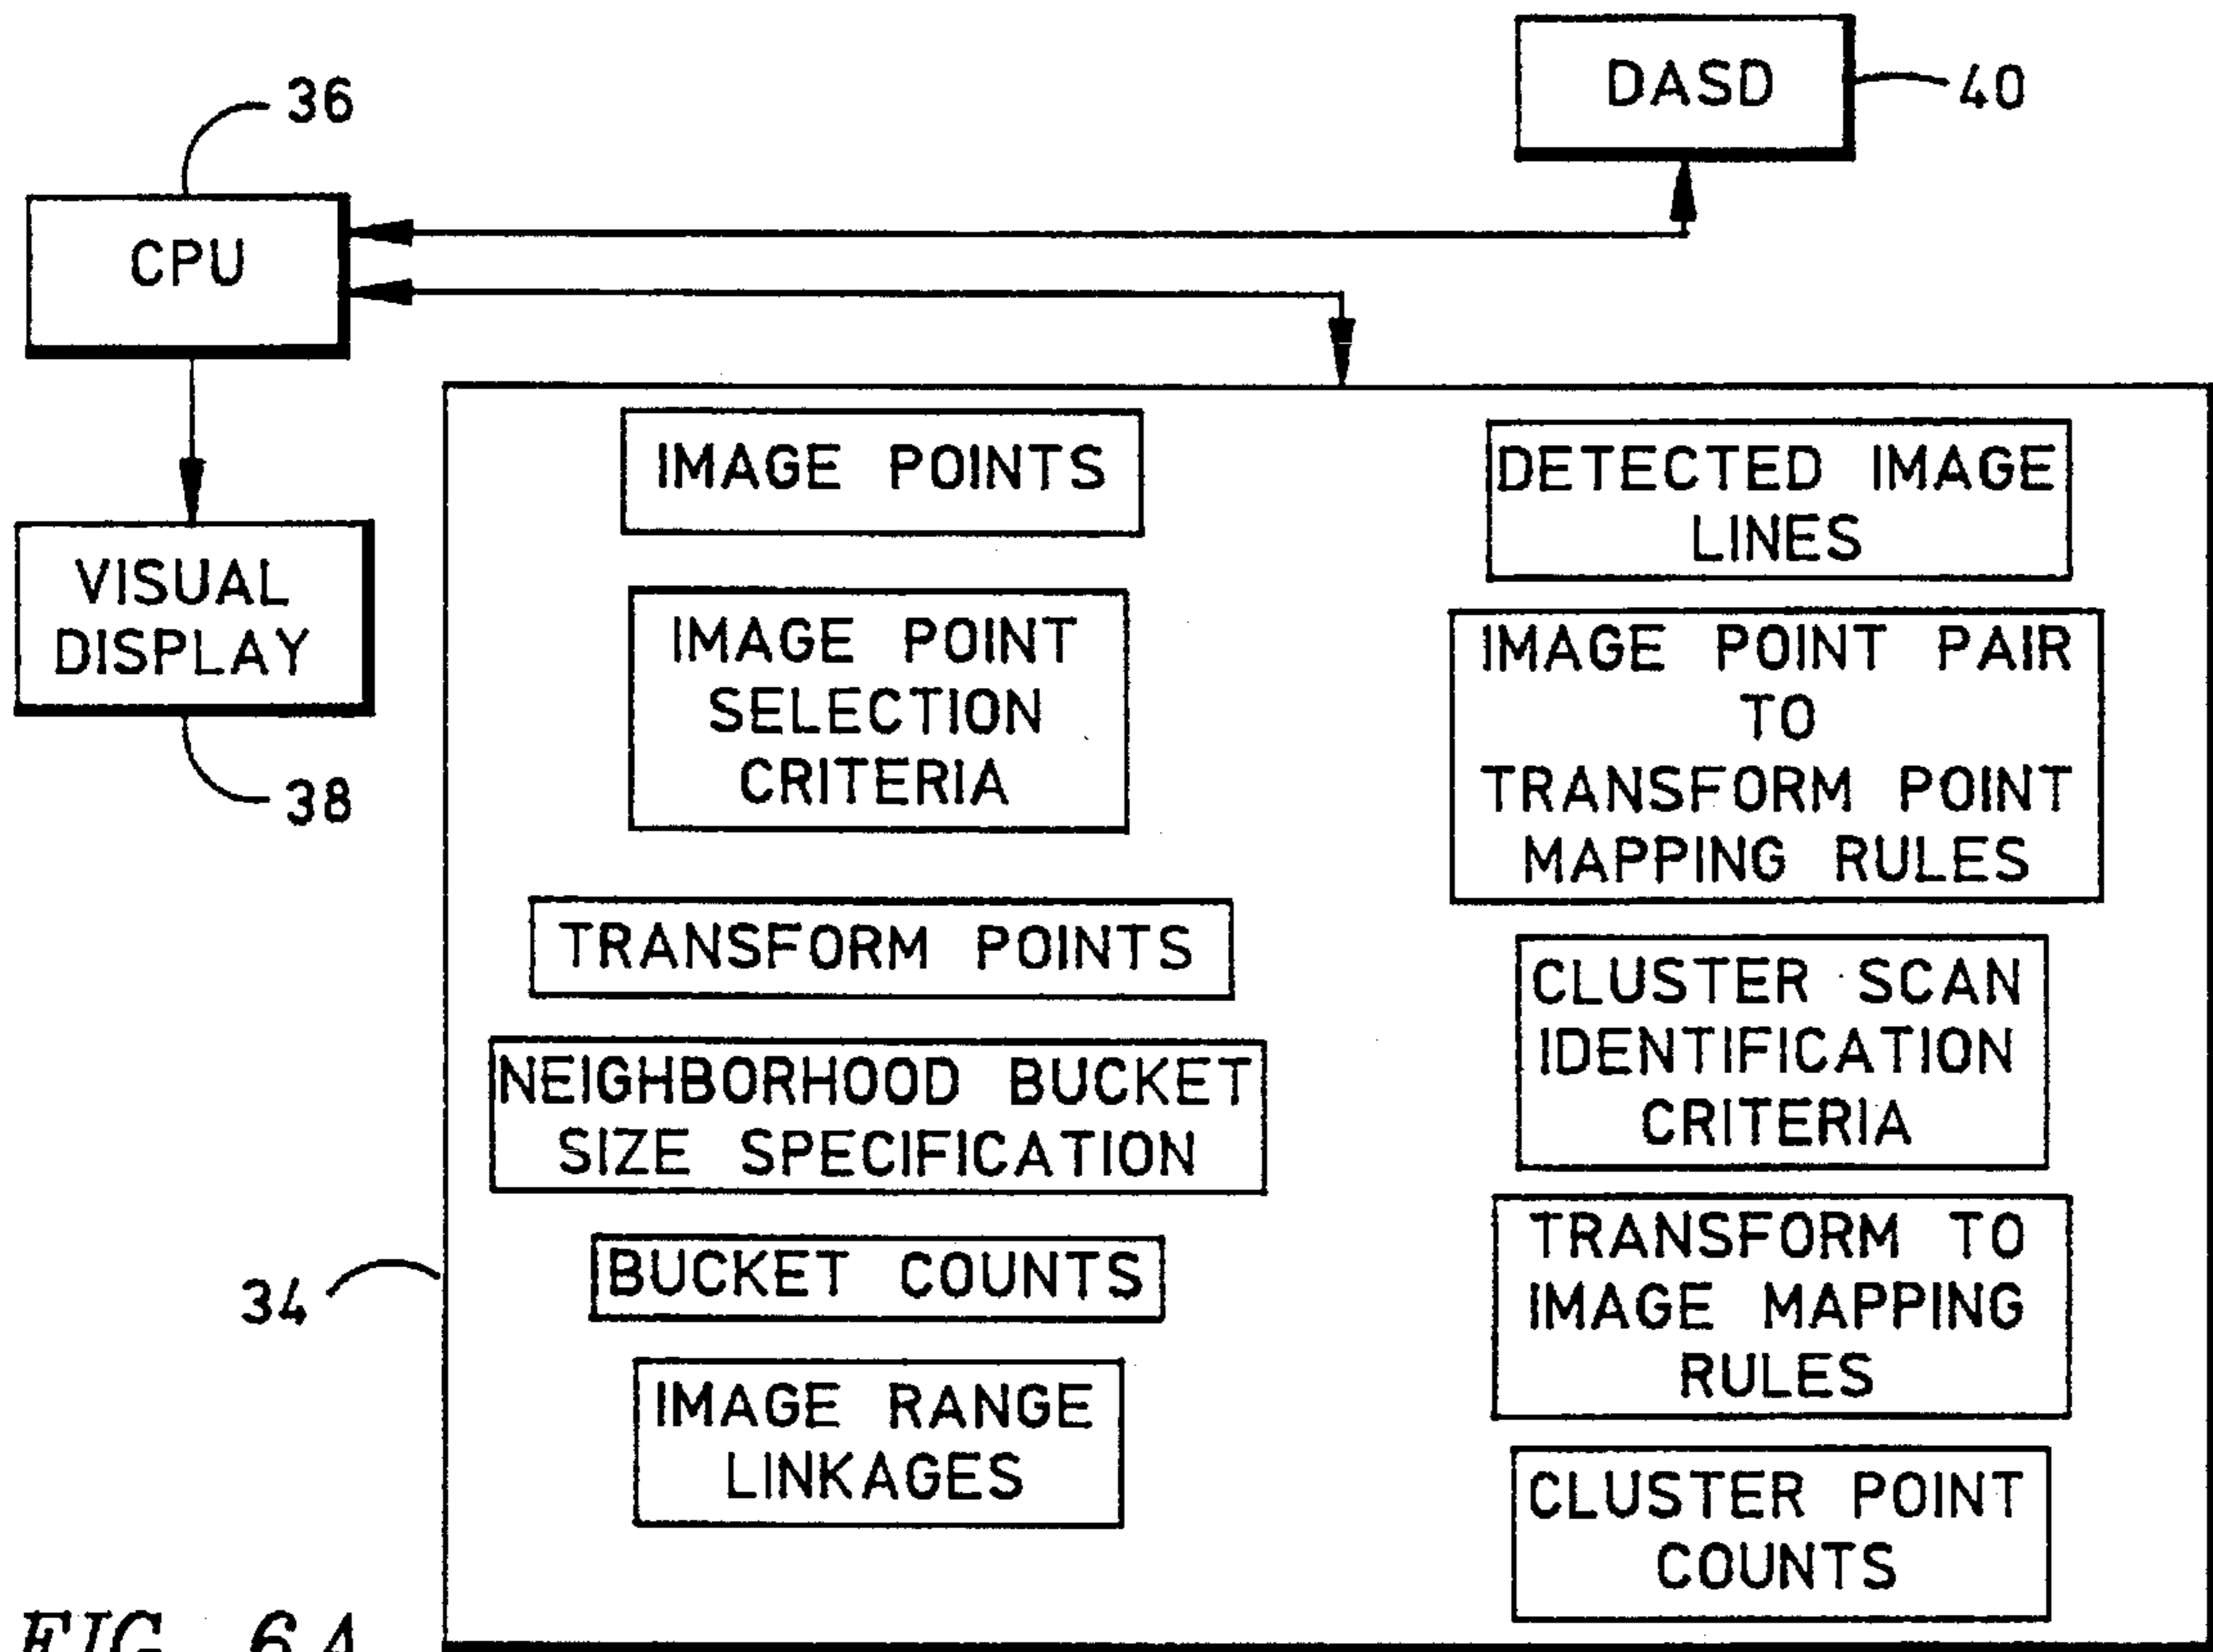 36
DASD
40
CPU
VISUAL
DISPLAY
38
IMAGE POINTS
IMAGE POINT
SELECTION
CRITERIA
TRANSFORM POINTS
NEIGHBORHOOD BUCKET
SIZE SPECIFICATION
BUCKET COUNTS
IMAGE RANGE
LINKAGES
DETECTED IMAGE
LINES
IMAGE POINT PAIR
TO
TRANSFORM POINT
MAPPING RULES
CLUSTER SCAN
IDENTIFICATION
CRITERIA
TRANSFORM TO
IMAGE MAPPING
RULES
CLUSTER POINT
COUNTS
34
FIG. 6A